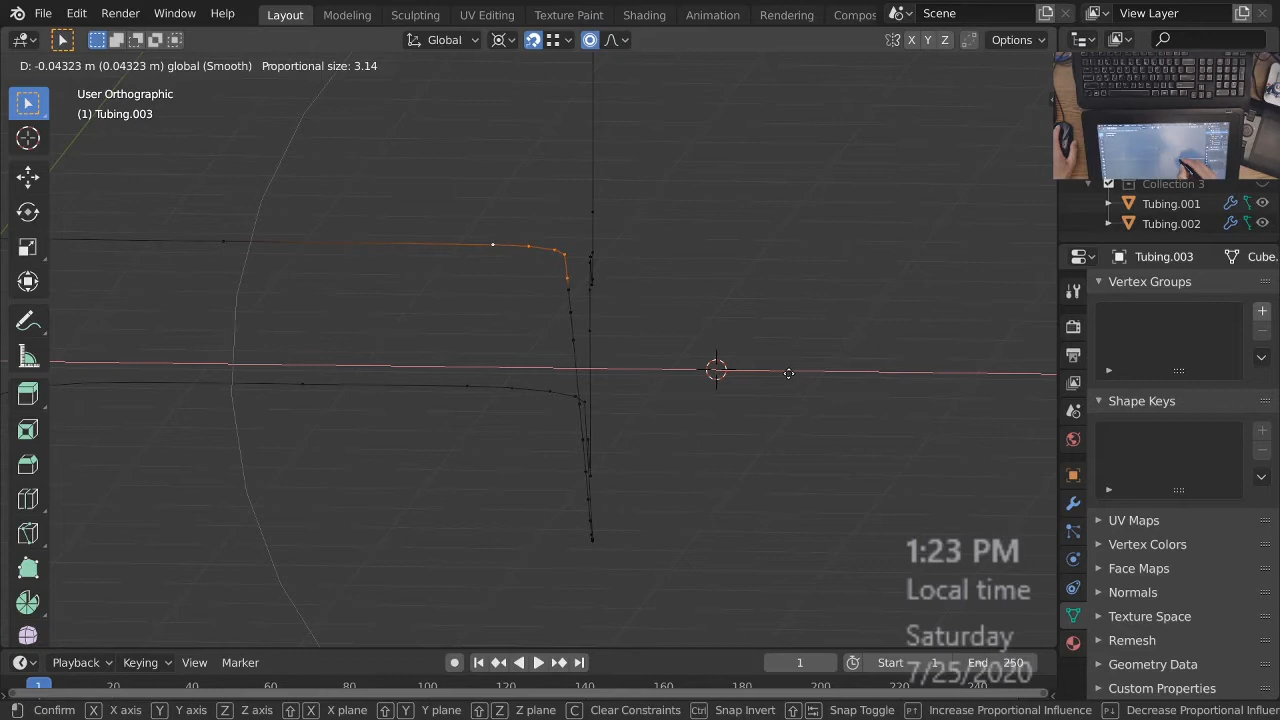 File Edit Render Window Help Layout Modeling Sculpting UV Editing Texture Paint Shading Animation Rendering Compos Scene View Layer
Global X Y Z Options
D: -0.04323 m (0.04323 m) global (Smooth) Proportional size: 3.14
User Orthographic
(1) Tubing.003
Collection 3
Tubing.001
Tubing.002
Tubing.003 Cube.
Vertex Groups
Shape Keys
UV Maps
Vertex Colors
Face Maps
Normals
Texture Space
Remesh
Geometry Data
Custom Properties
1:23 PM
Local time
Saturday
7/25/2020
Playback Keying View Marker 1 Start 1 End 250
1 20 60 80 100 120 140 160 180 200 220 240
Confirm X X axis Y Y axis Z Z axis X X plane Y Y plane Z Z plane C Clear Constraints Ctrl Snap Invert Snap Toggle Increase Proportional Influence Decrease Proportional Influen